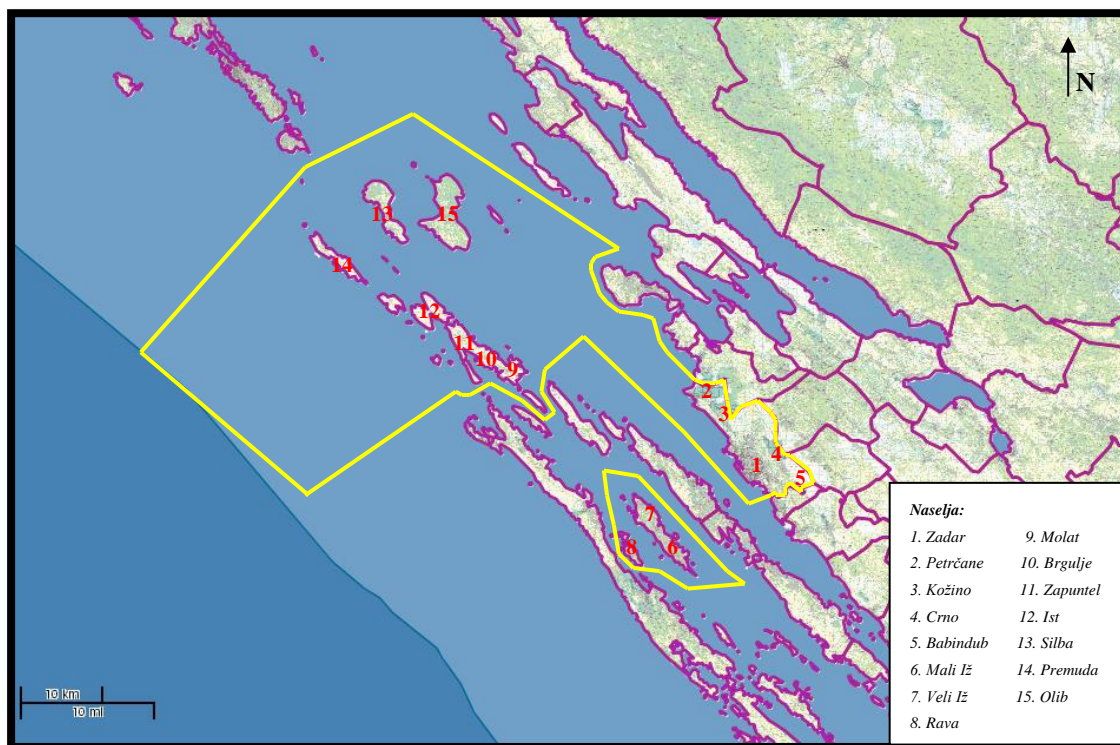 N
13
15
14
12
11
10
9
2
3
1
4
5
7
8
6
10 km
10 mi
Naselja:
1. Zadar
2. Petrčane
3. Kožino
4. Crno
5. Babindub
6. Mali Iž
7. Veli Iž
8. Rava
9. Molat
10. Brgulje
11. Zapuntel
12. Ist
13. Silba
14. Premuda
15. Olib